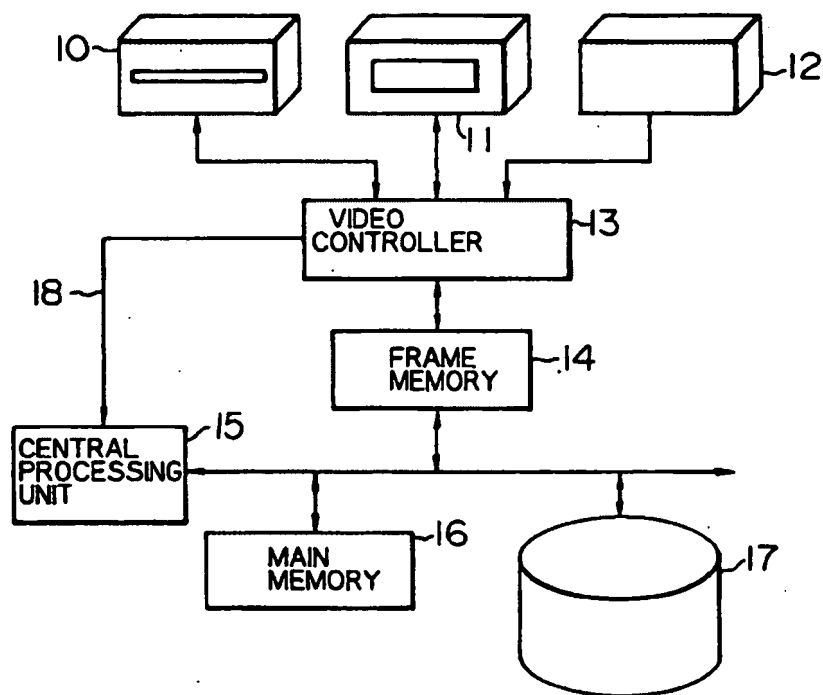 10
11
12
VIDEO
CONTROLLER
13
18
FRAME
MEMORY
14
15
CENTRAL
PROCESSING
UNIT
MAIN
MEMORY
16
17